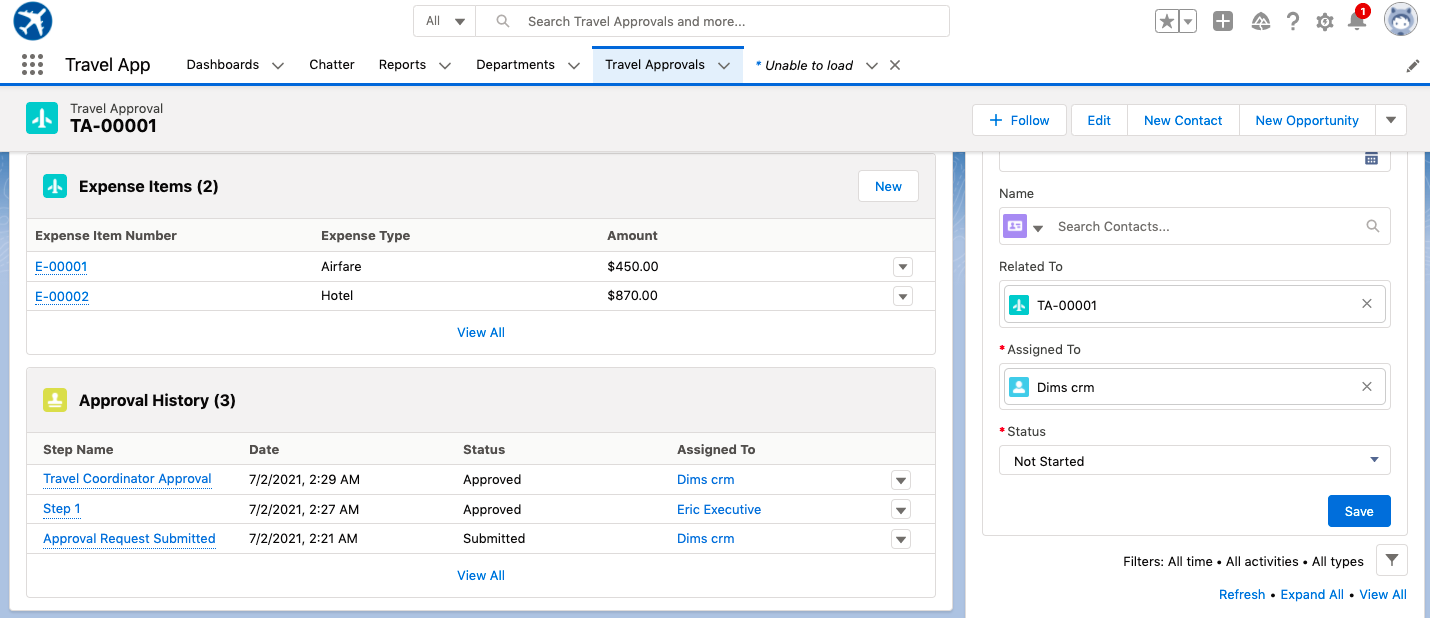 All Search Travel Approvals and more... 1
Travel App Dashboards Chatter Reports Departments Travel Approvals * Unable to load
Travel Approval
TA-00001
Follow Edit New Contact New Opportunity
Expense Items (2) New
Expense Item Number Expense Type Amount
E-00001 Airfare $450.00
E-00002 Hotel $870.00
View All
Approval History (3)
Step Name Date Status Assigned To
Travel Coordinator Approval 7/2/2021, 2:29 AM Approved Dims crm
Step 1 7/2/2021, 2:27 AM Approved Eric Executive
Approval Request Submitted 7/2/2021, 2:21 AM Submitted Dims crm
View All
Name
Search Contacts...
Related To
TA-00001
* Assigned To
Dims crm
* Status
Not Started
Save
Filters: All time • All activities • All types
Refresh • Expand All • View All